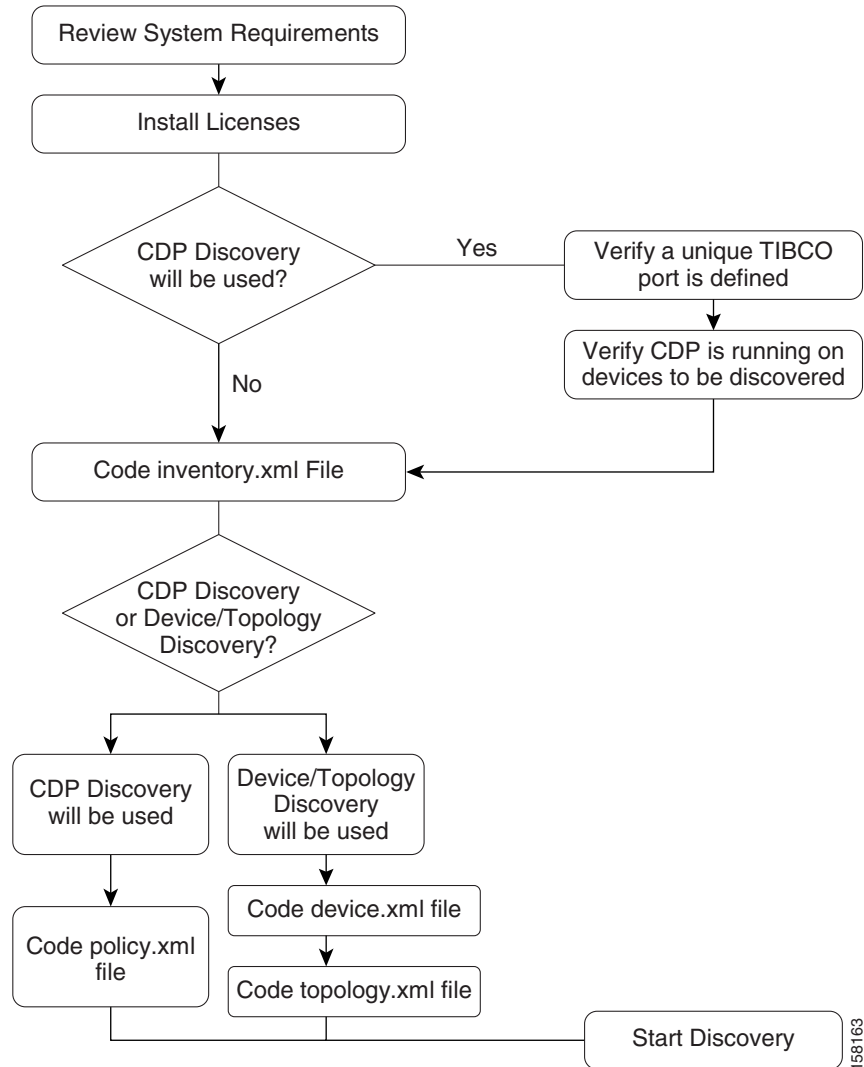 Review System Requirements
Install Licenses
CDP Discovery
will be used?
Yes
Verify a unique TIBCO
port is defined
Verify CDP is running on
devices to be discovered
No
Code inventory.xml File
CDP Discovery
or Device/Topology
Discovery?
CDP Discovery
will be used
Device/Topology
Discovery
will be used
Code device.xml file
Code policy.xml
file
Code topology.xml file
Start Discovery
158163